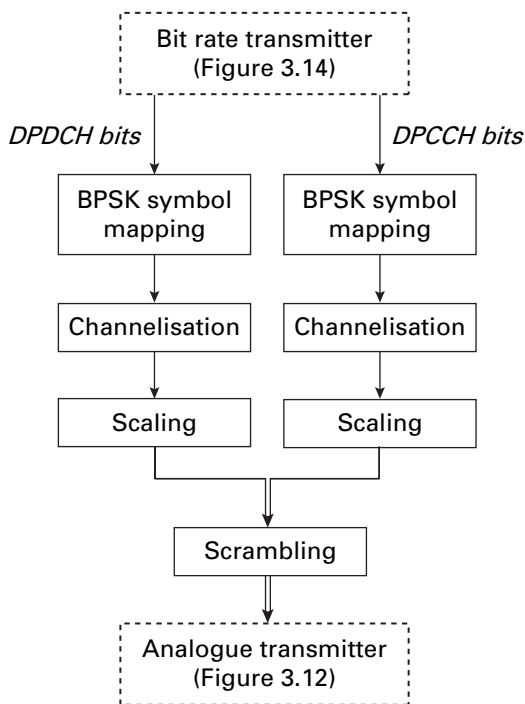 Bit rate transmitter
(Figure 3.14)
DPDCH bits
DPCCH bits
BPSK symbol
mapping
BPSK symbol
mapping
Channelisation
Channelisation
Scaling
Scaling
Scrambling
Analogue transmitter
(Figure 3.12)